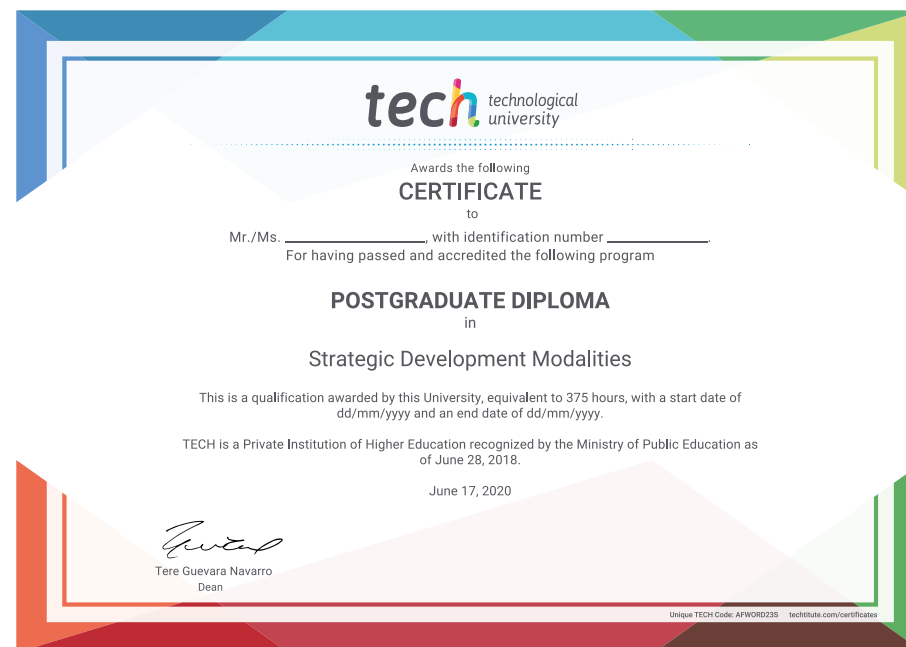 tech technological
university
Awards the following
CERTIFICATE
to
Mr./Ms. ____________________, with identification number ______________.
For having passed and accredited the following program
POSTGRADUATE DIPLOMA
in
Strategic Development Modalities
This is a qualification awarded by this University, equivalent to 375 hours, with a start date of
dd/mm/yyyy and an end date of dd/mm/yyyy.
TECH is a Private Institution of Higher Education recognized by the Ministry of Public Education as
of June 28, 2018.
June 17, 2020
Tere Guevara Navarro
Dean
Unique TECH Code: AFWORD23S techtitute.com/certificates